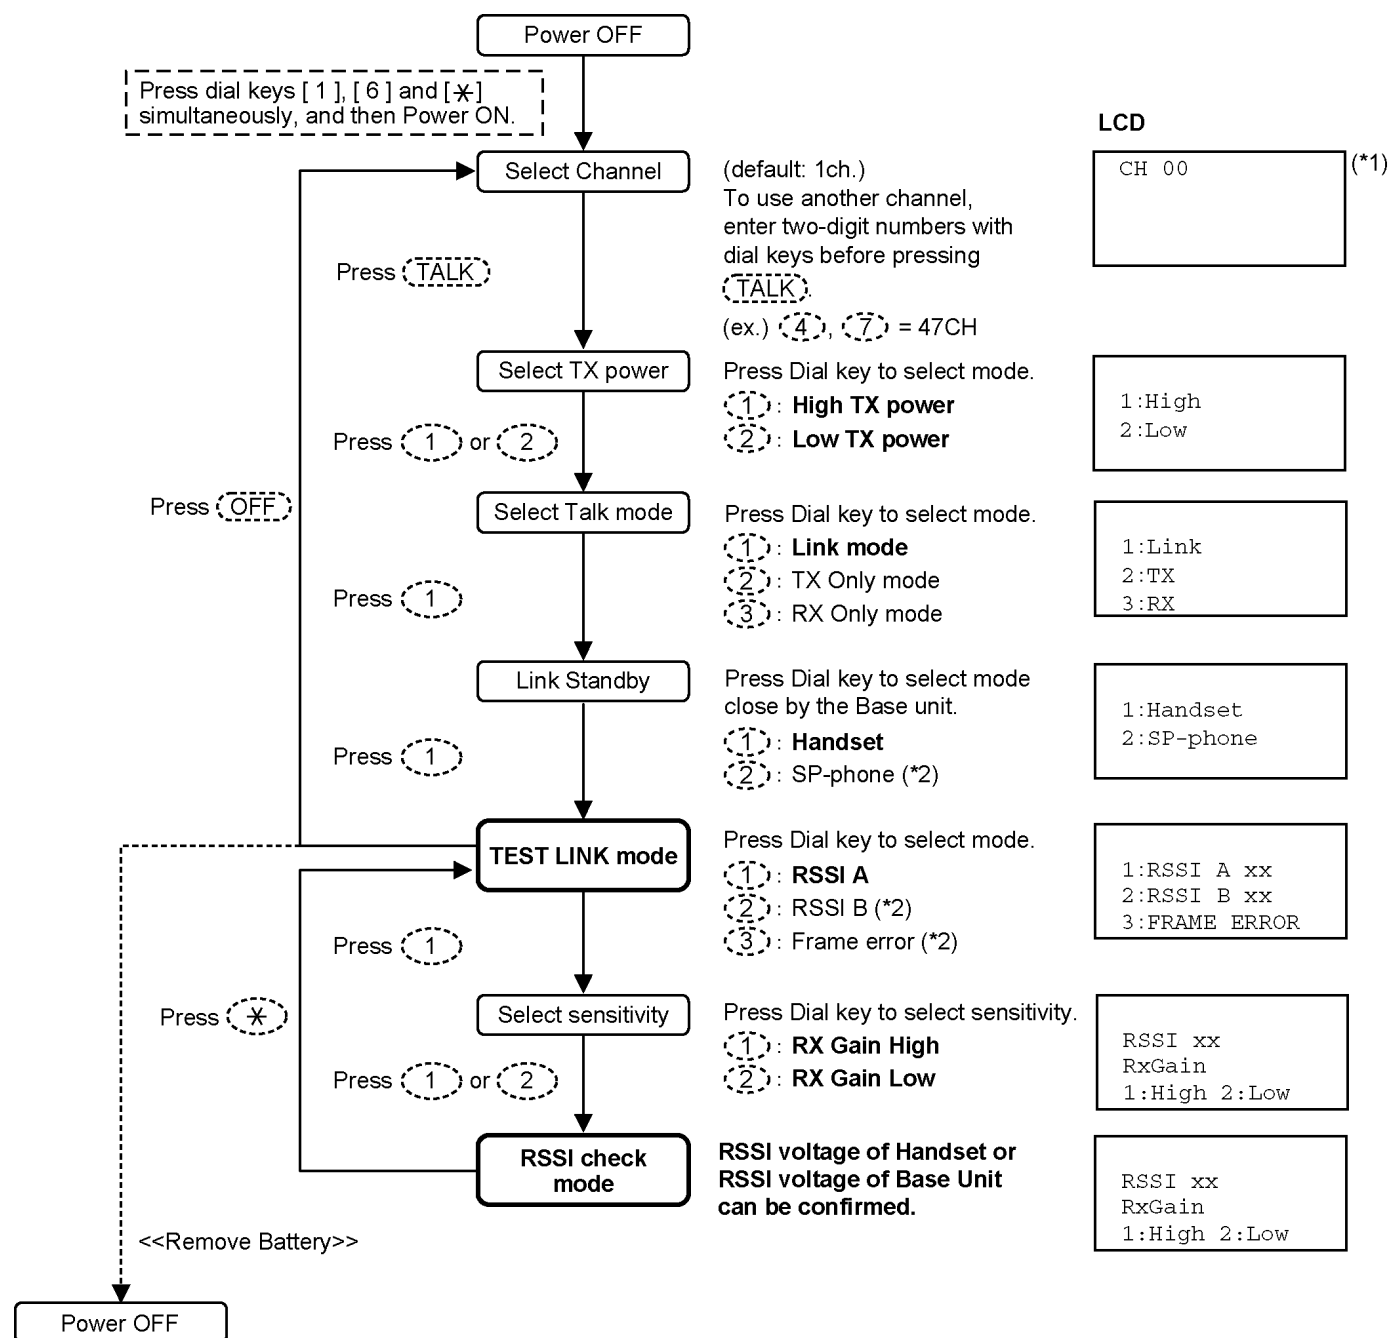 Power OFF
Press dial keys [ 1 ], [ 6 ] and [*]
simultaneously, and then Power ON.
LCD
Select Channel
(default: 1ch.)
To use another channel,
enter two-digit numbers with
dial keys before pressing
TALK.
(ex.) 4, 7 = 47CH
CH 00
(*1)
Press TALK
Select TX power
Press Dial key to select mode.
1 : High TX power
2 : Low TX power
1:High
2:Low
Press 1 or 2
Press OFF
Select Talk mode
Press Dial key to select mode.
1 : Link mode
2 : TX Only mode
3 : RX Only mode
1:Link
2:TX
3:RX
Press 1
Link Standby
Press Dial key to select mode
close by the Base unit.
1 : Handset
2 : SP-phone (*2)
1:Handset
2:SP-phone
Press 1
TEST LINK mode
Press Dial key to select mode.
1 : RSSI A
2 : RSSI B (*2)
3 : Frame error (*2)
1:RSSI A xx
2:RSSI B xx
3:FRAME ERROR
Press 1
Press *
Select sensitivity
Press Dial key to select sensitivity.
1 : RX Gain High
2 : RX Gain Low
RSSI xx
RxGain
1:High 2:Low
Press 1 or 2
RSSI check
mode
RSSI voltage of Handset or
RSSI voltage of Base Unit
can be confirmed.
RSSI xx
RxGain
1:High 2:Low
<<Remove Battery>>
Power OFF